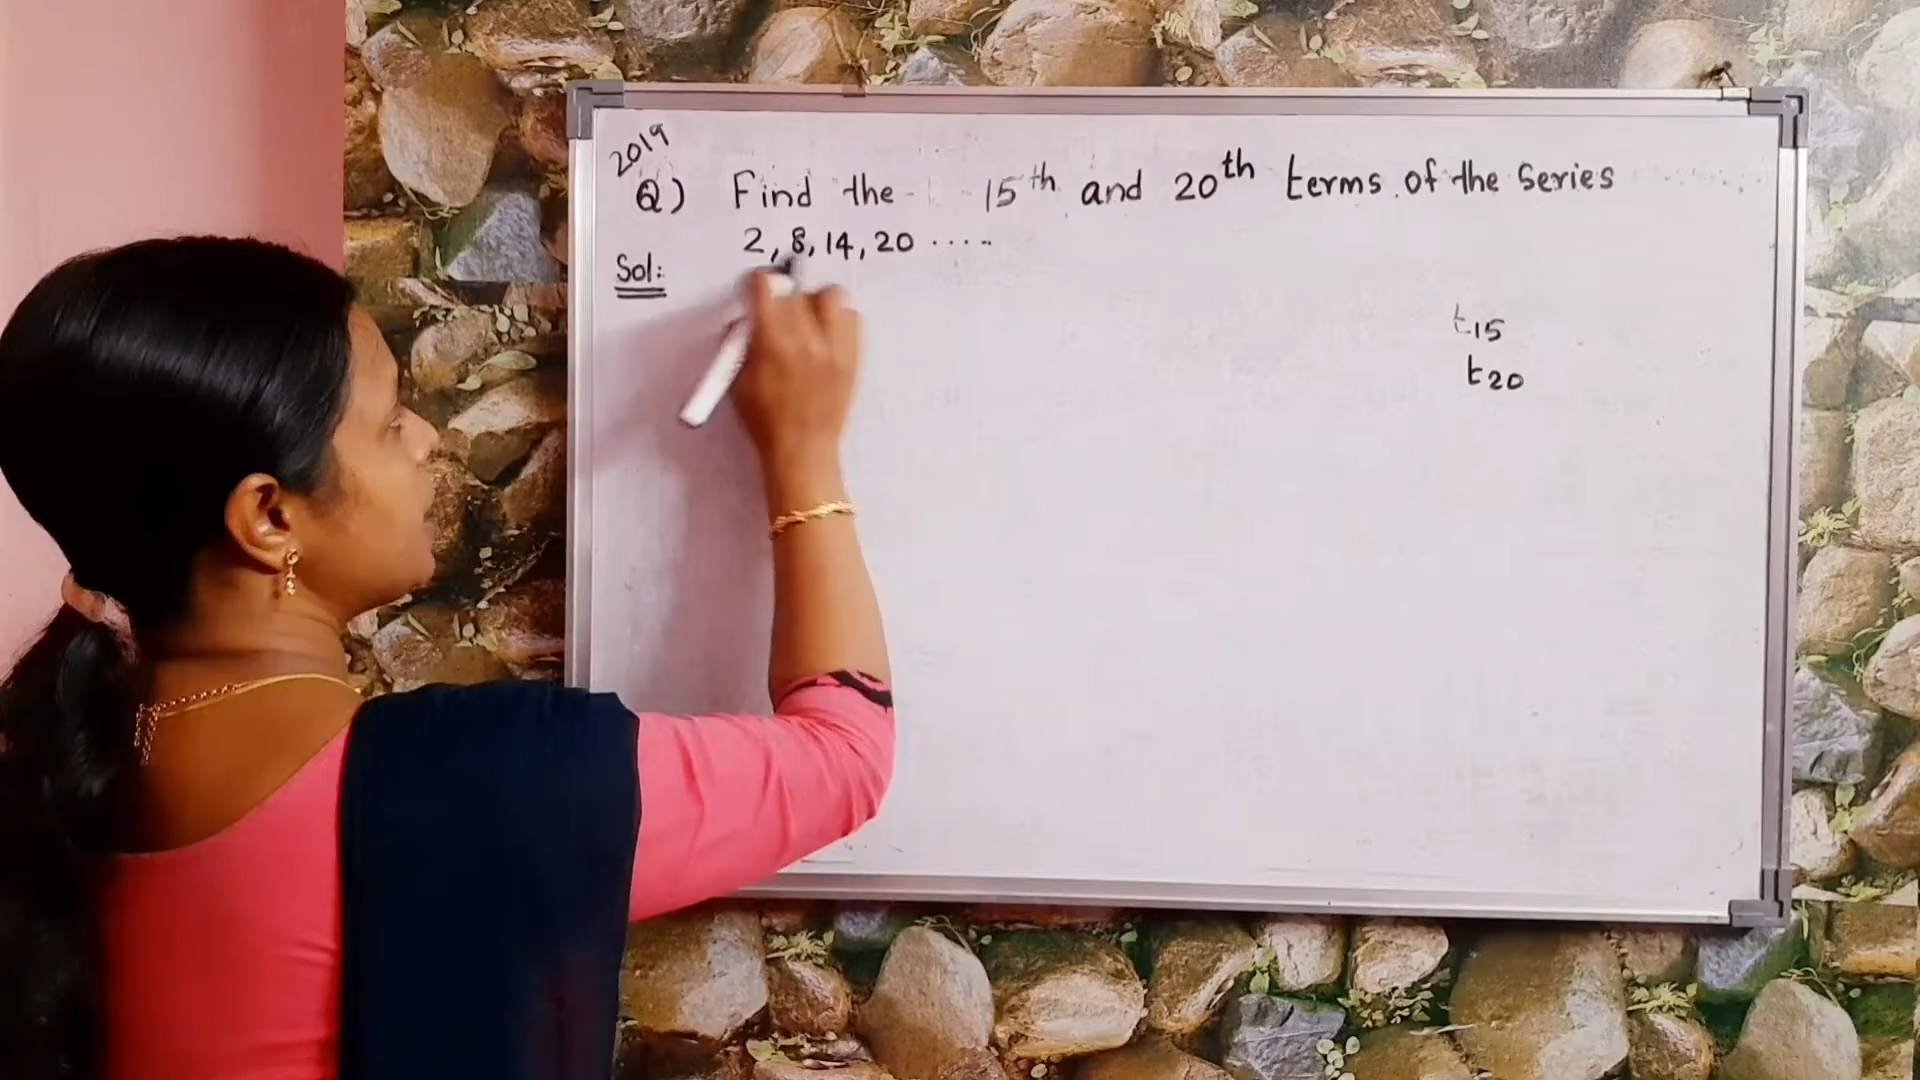 2019
Q) Find the 15th and 20th terms of the Series
2, 8, 14, 20 .....
Sol:
t15
t20